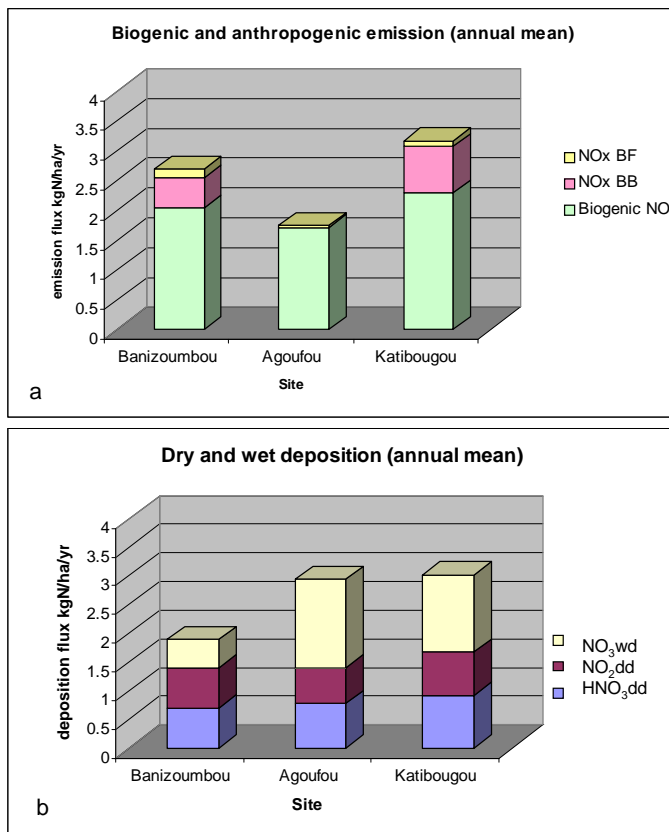 Biogenic and anthropogenic emission (annual mean)
4
3.5
3
2.5
2
1.5
1
0.5
0
emission flux kgN/ha/yr
Banizoumbou Agoufou Katibougou
Site
NOx BF
NOx BB
Biogenic NO
a
Dry and wet deposition (annual mean)
4
3.5
3
2.5
2
1.5
1
0.5
0
deposition flux kgN/ha/yr
Banizoumbou Agoufou Katibougou
Site
NO₃wd
NO₂dd
HNO₃dd
b